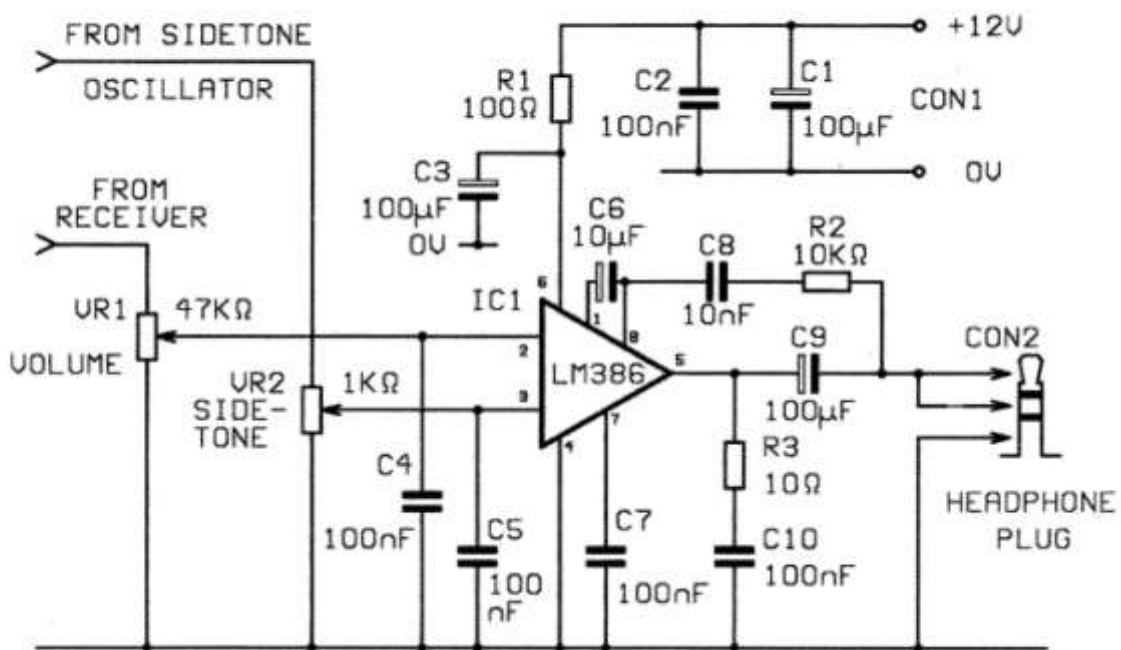 FROM SIDETONE
OSCILLATOR
+12V
R1
100Ω
C2
100nF
C1
100µF
CON1
0V
C3
100µF
0V
FROM
RECEIVER
C6
10µF
C8
10nF
R2
10KΩ
VR1
47KΩ
VOLUME
IC1
6
1
8
2
LM386
5
3
7
4
C9
100µF
CON2
VR2
1KΩ
SIDE-
TONE
R3
10Ω
C4
100nF
C5
100
nF
C7
100nF
C10
100nF
HEADPHONE
PLUG